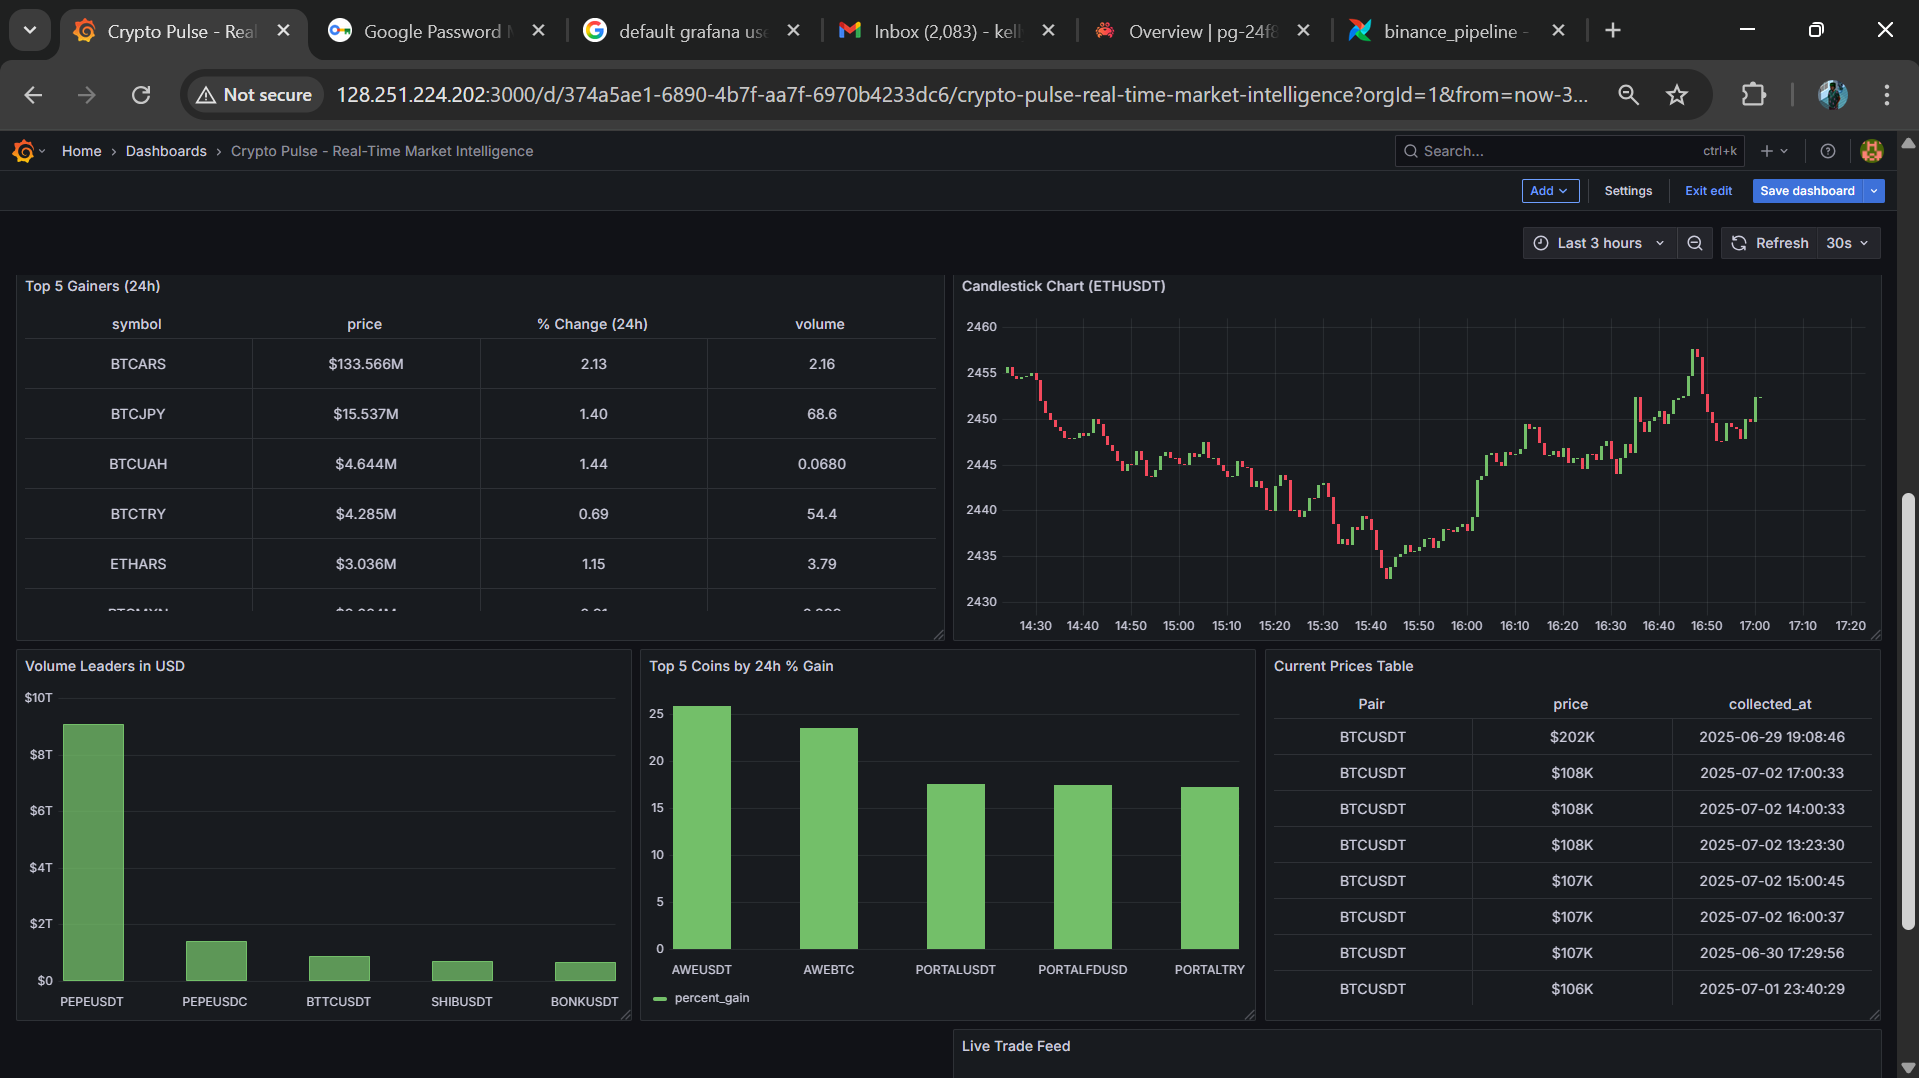 Crypto Pulse - Real
Google Password
default grafana use
Inbox (2,083) - kell
Overview | pg-24f8
binance_pipeline -
Not secure
128.251.224.202:3000/d/374a5ae1-6890-4b7f-aa7f-6970b4233dc6/crypto-pulse-real-time-market-intelligence?orgId=1&from=now-3...
Home › Dashboards › Crypto Pulse - Real-Time Market Intelligence
Search...
ctrl+k
Add
Settings
Exit edit
Save dashboard
Last 3 hours
Refresh
30s
Top 5 Gainers (24h)
symbol price % Change (24h) volume
BTCARS $133.566M 2.13 2.16
BTCJPY $15.537M 1.40 68.6
BTCUAH $4.644M 1.44 0.0680
BTCTRY $4.285M 0.69 54.4
ETHARS $3.036M 1.15 3.79
Candlestick Chart (ETHUSDT)
2460
2455
2450
2445
2440
2435
2430
14:30 14:40 14:50 15:00 15:10 15:20 15:30 15:40 15:50 16:00 16:10 16:20 16:30 16:40 16:50 17:00 17:10 17:20
Volume Leaders in USD
$10T
$8T
$6T
$4T
$2T
$0
PEPEUSDT PEPEUSDC BTTCUSDT SHIBUSDT BONKUSDT
Top 5 Coins by 24h % Gain
25
20
15
10
5
0
AWEUSDT AWEBTC PORTALUSDT PORTALFDUSD PORTALTRY
percent_gain
Current Prices Table
Pair price collected_at
BTCUSDT $202K 2025-06-29 19:08:46
BTCUSDT $108K 2025-07-02 17:00:33
BTCUSDT $108K 2025-07-02 14:00:33
BTCUSDT $108K 2025-07-02 13:23:30
BTCUSDT $107K 2025-07-02 15:00:45
BTCUSDT $107K 2025-07-02 16:00:37
BTCUSDT $107K 2025-06-30 17:29:56
BTCUSDT $106K 2025-07-01 23:40:29
Live Trade Feed